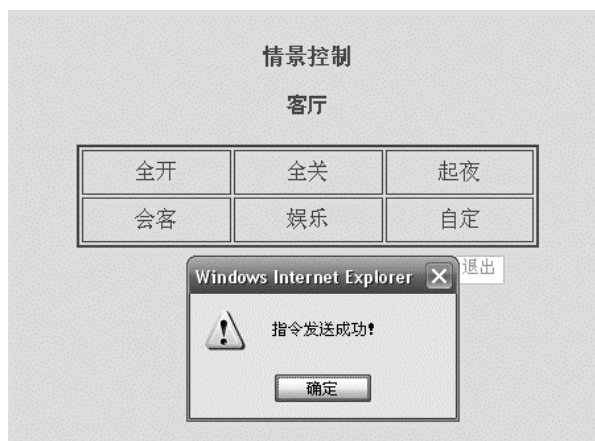 情景控制
客厅
全开 全关 起夜
会客 娱乐 自定
退出
Windows Internet Explorer
指令发送成功!
确定